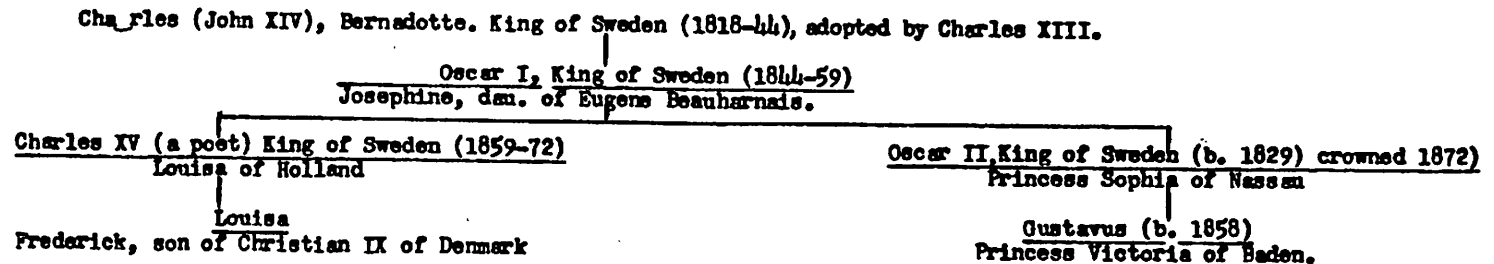 Charles (John XIV), Bernadotte. King of Sweden (1818-44), adopted by Charles XIII.
Oscar I, King of Sweden (1844-59)
Josephine, dau. of Eugene Beauharnais.
Charles XV (a poet) King of Sweden (1859-72)
Louisa of Holland
Oscar II, King of Sweden (b. 1829) crowned 1872)
Princess Sophia of Nassau
Louisa
Frederick, son of Christian IX of Denmark
Gustavus (b. 1858)
Princess Victoria of Baden.